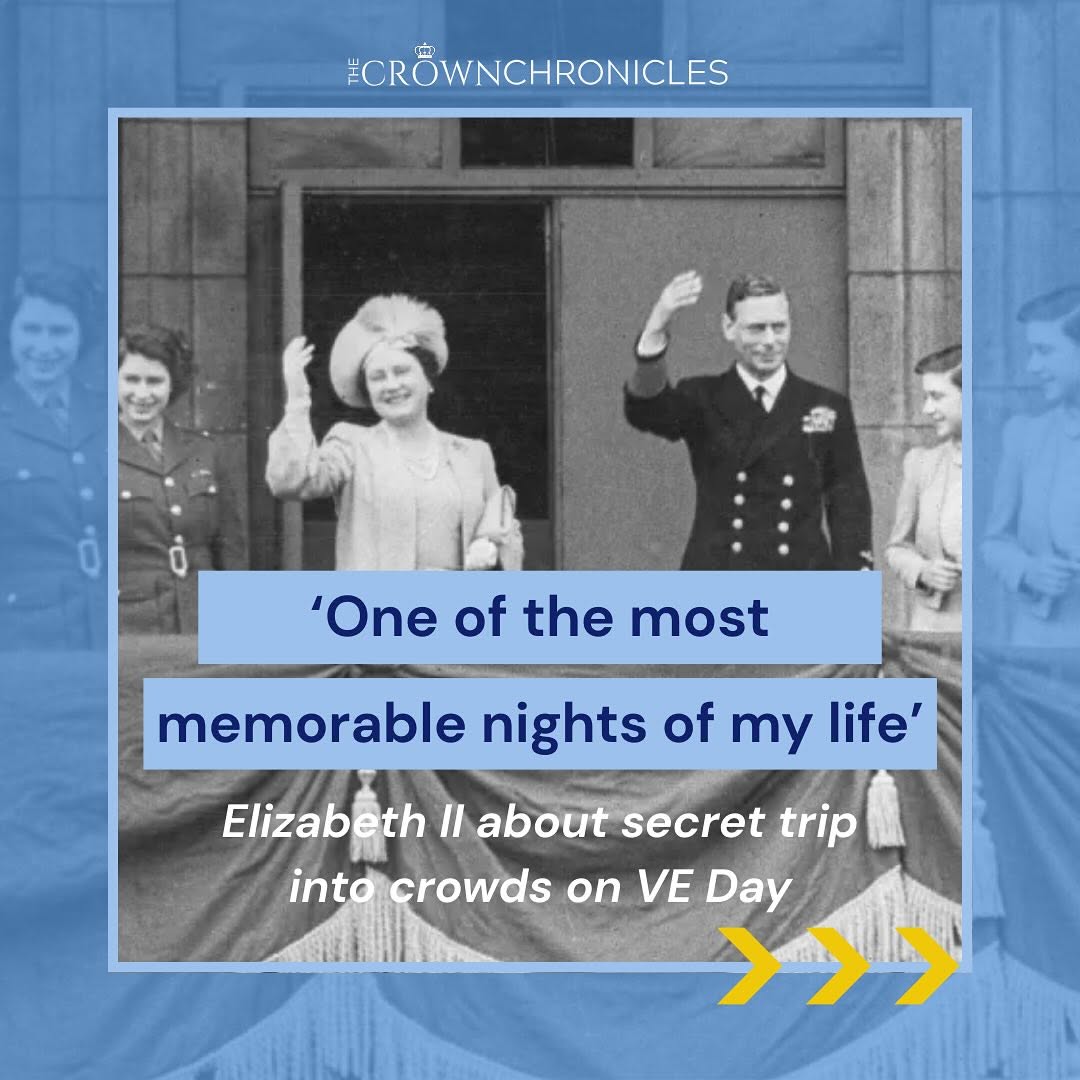 THE CROWNCHRONICLES
‘One of the most
memorable nights of my life’
Elizabeth II about secret trip
into crowds on VE Day